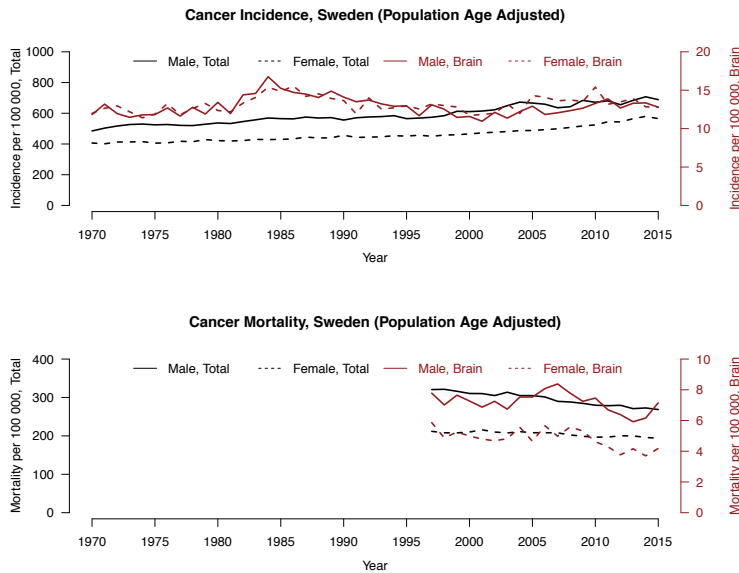 Cancer Incidence, Sweden (Population Age Adjusted)
Male, Total
Female, Total
Male, Brain
Female, Brain
Incidence per 100 000, Total
1000
800
600
400
200
0
Incidence per 100 000, Brain
20
15
10
5
0
1970 1975 1980 1985 1990 1995 2000 2005 2010 2015
Year
Cancer Mortality, Sweden (Population Age Adjusted)
Male, Total
Female, Total
Male, Brain
Female, Brain
Mortality per 100 000, Total
400
300
200
100
0
Mortality per 100 000, Brain
10
8
6
4
2
0
1970 1975 1980 1985 1990 1995 2000 2005 2010 2015
Year